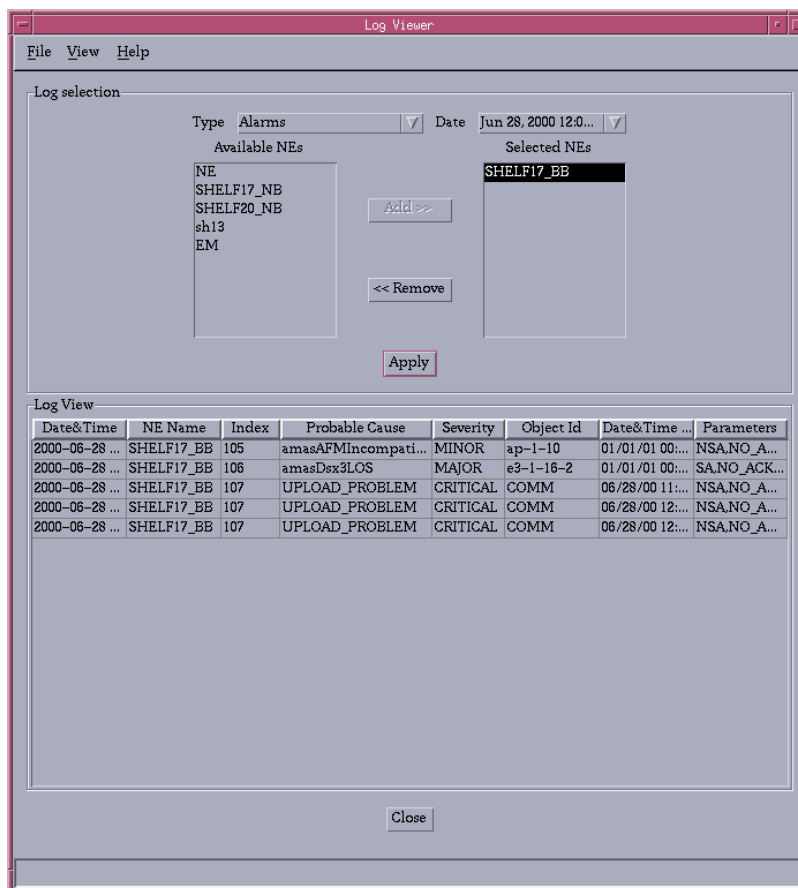 Log Viewer
File View Help
Log selection
Type Alarms Date Jun 28, 2000 12:0...
Available NEs Selected NEs
NE SHELF17_BB
SHELF17_NB
SHELF20_NB Add >>
sh13
EM
<< Remove
Apply
Log View
Date&Time NE Name Index Probable Cause Severity Object Id Date&Time ... Parameters
2000-06-28 ... SHELF17_BB 105 amasAFMIncompati... MINOR ap-1-10 01/01/01 00:... NSA,NO_A...
2000-06-28 ... SHELF17_BB 106 amasDsx3LOS MAJOR e3-1-16-2 01/01/01 00:... SA,NO_ACK...
2000-06-28 ... SHELF17_BB 107 UPLOAD_PROBLEM CRITICAL COMM 06/28/00 11:... NSA,NO_A...
2000-06-28 ... SHELF17_BB 107 UPLOAD_PROBLEM CRITICAL COMM 06/28/00 12:... NSA,NO_A...
2000-06-28 ... SHELF17_BB 107 UPLOAD_PROBLEM CRITICAL COMM 06/28/00 12:... NSA,NO_A...
Close